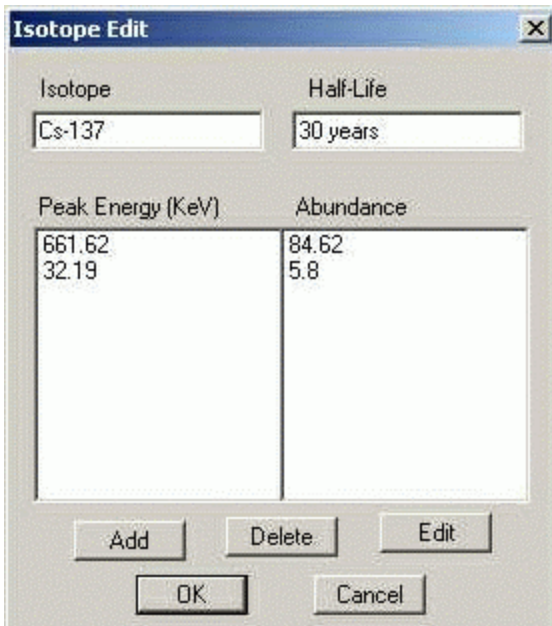 Isotope Edit
Isotope Half-Life
Cs-137 30 years
Peak Energy (KeV) Abundance
661.62 84.62
32.19 5.8
Add Delete Edit
OK Cancel